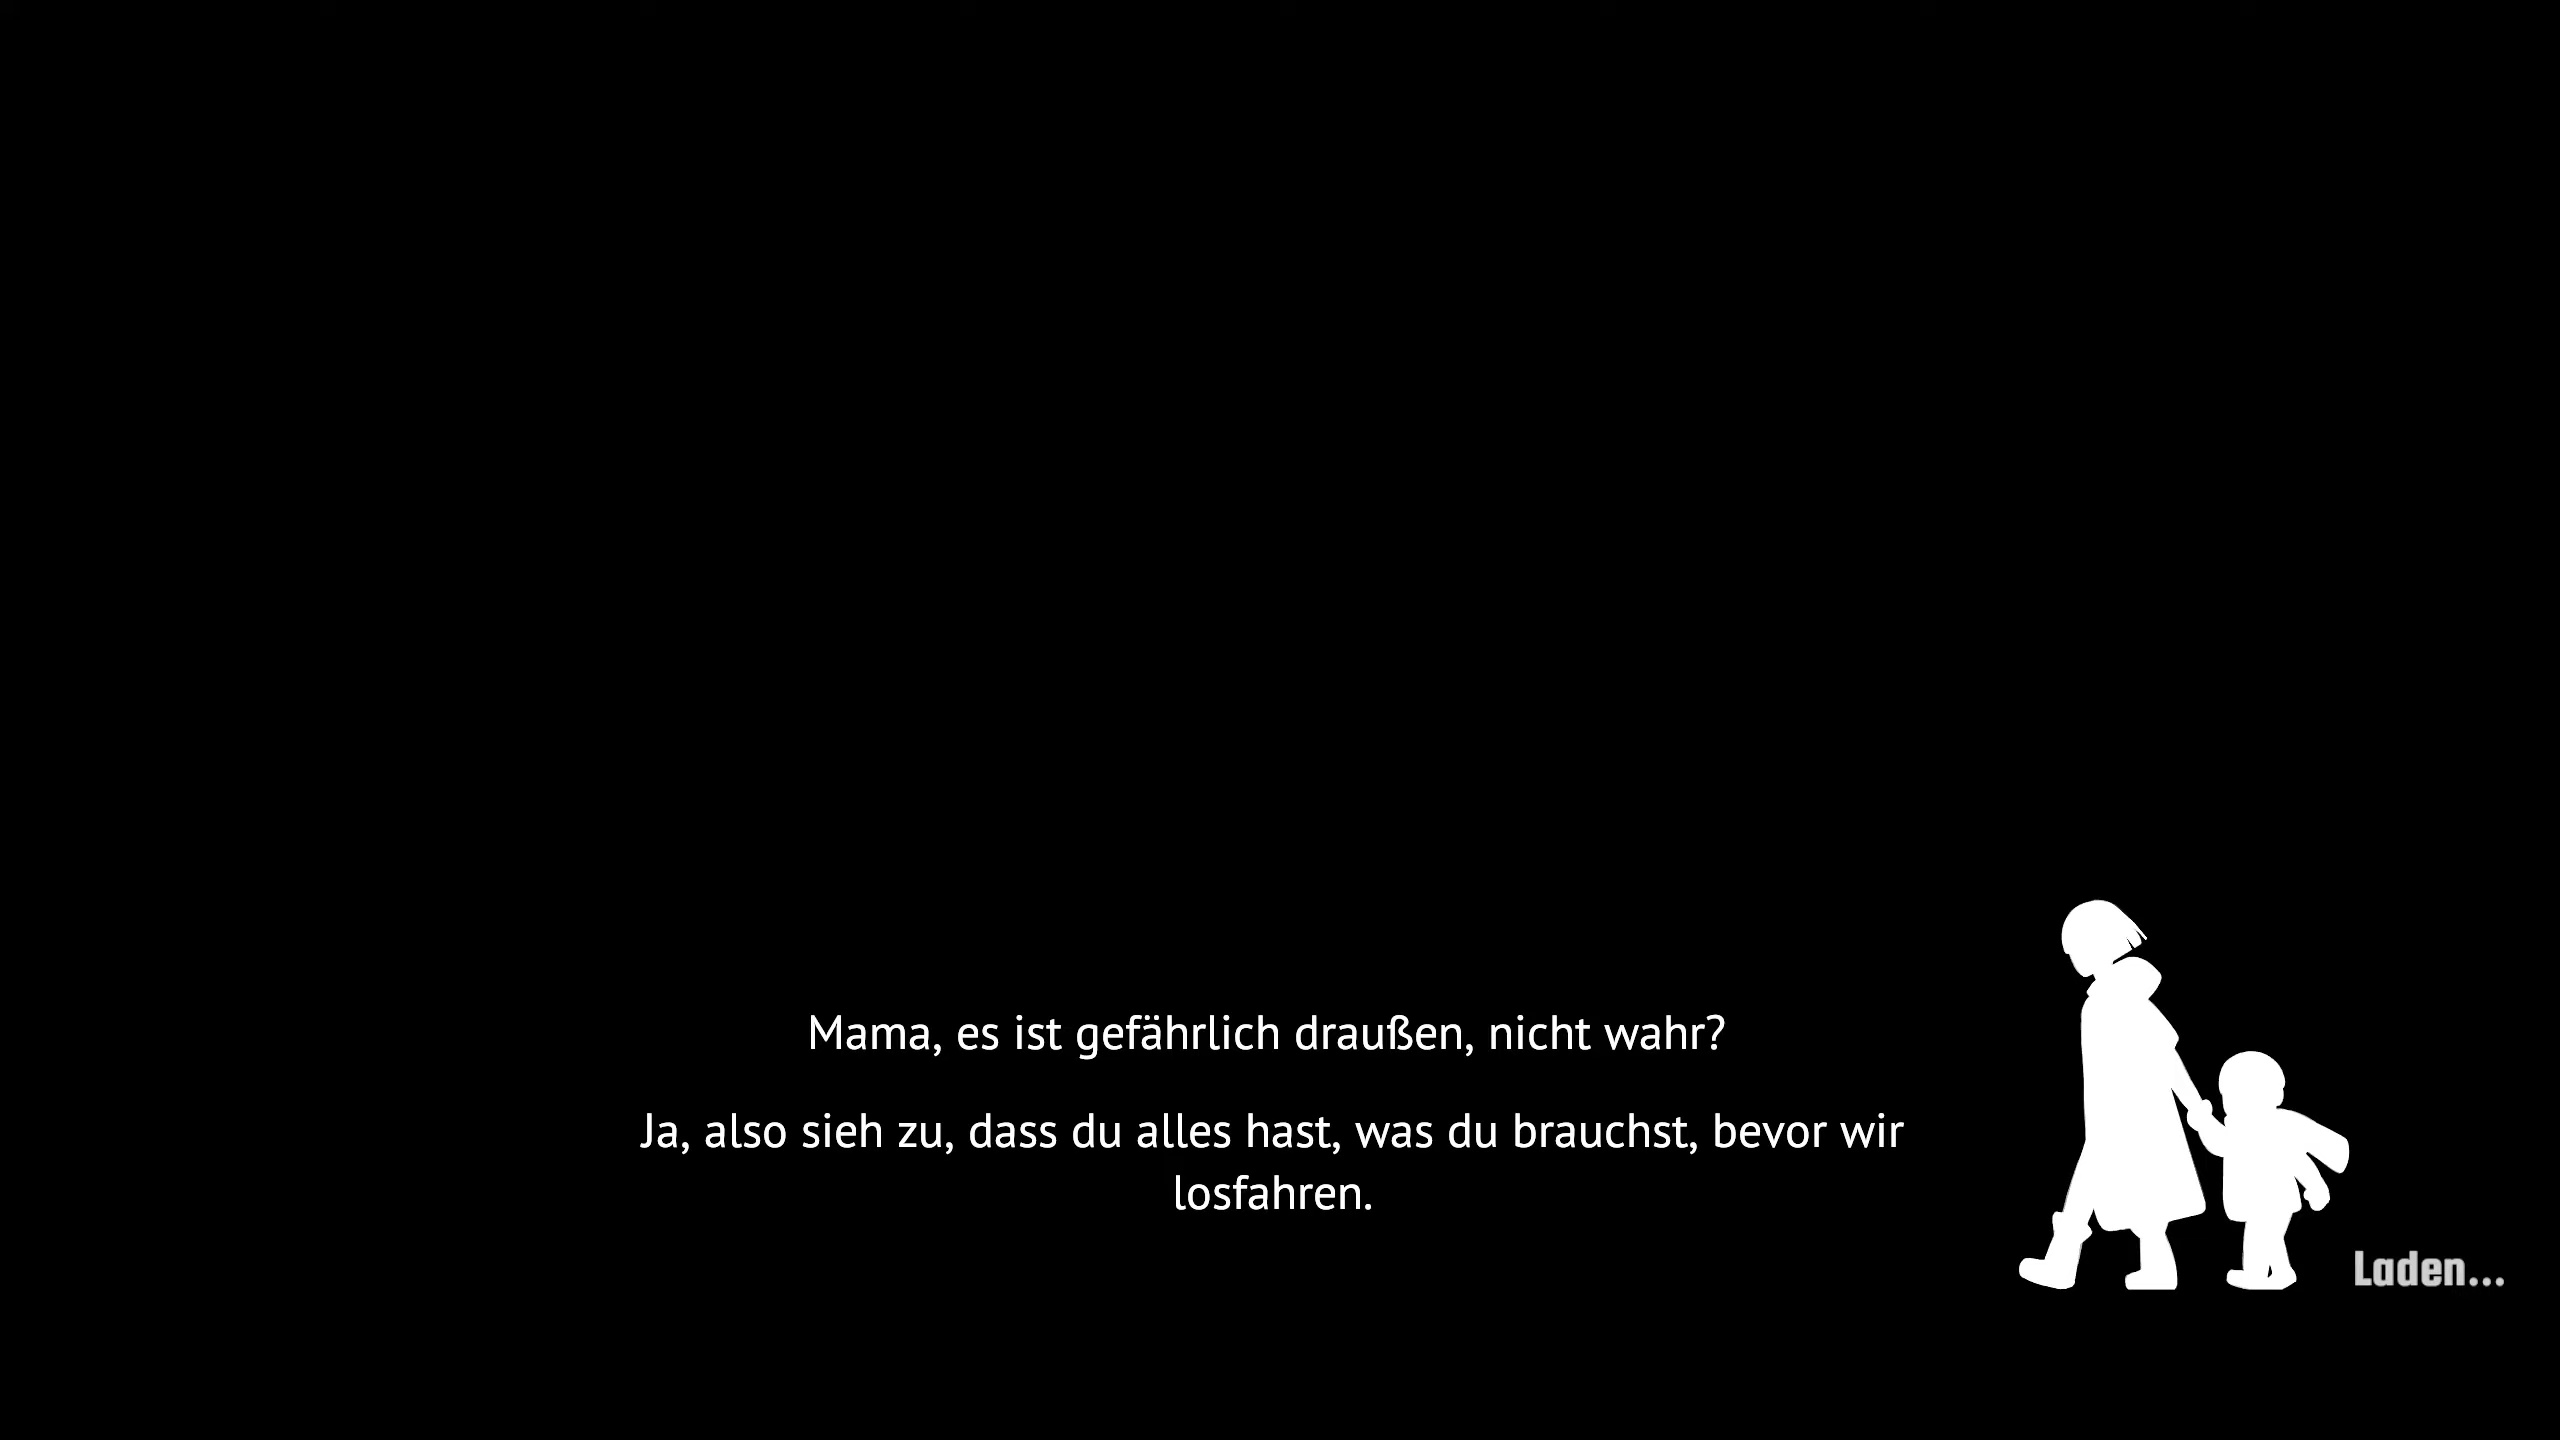 Mama, es ist gefährlich draußen, nicht wahr?
Ja, also sieh zu, dass du alles hast, was du brauchst, bevor wir
losfahren.
Laden...